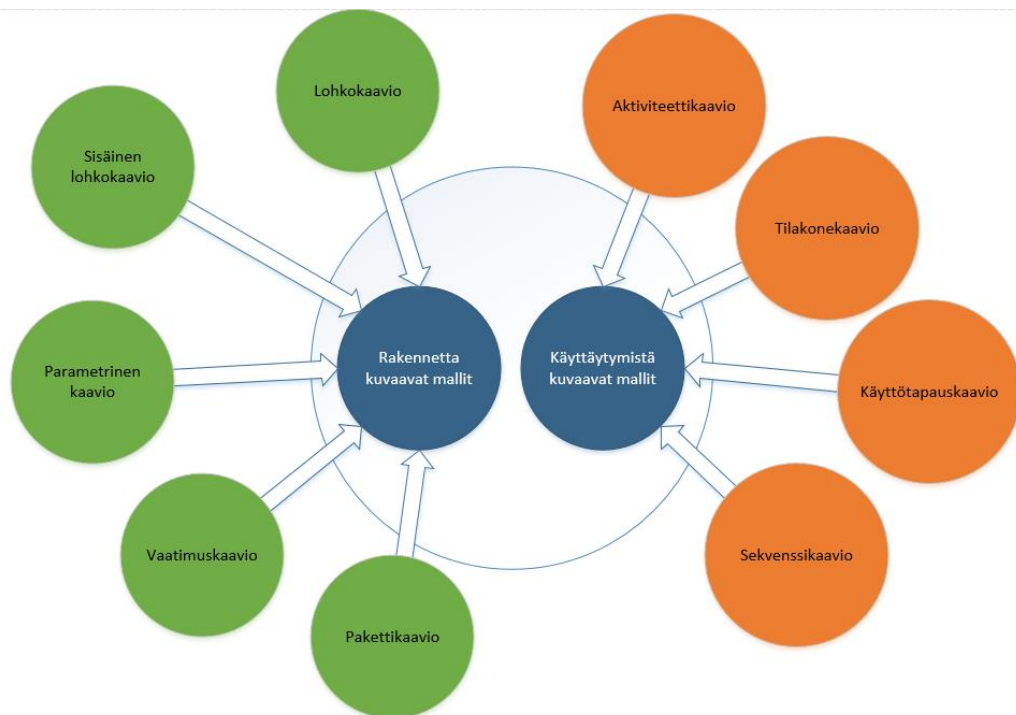 Lohkokaavio
Aktiviteettikaavio
Sisäinen
lohkokaavio
Tilakonekaavio
Rakennetta
kuvaavat mallit
Käyttäytymistä
kuvaavat mallit
Parametrinen
kaavio
Käyttötapauskaavio
Vaatimuskaavio
Sekvenssikaavio
Pakettikaavio